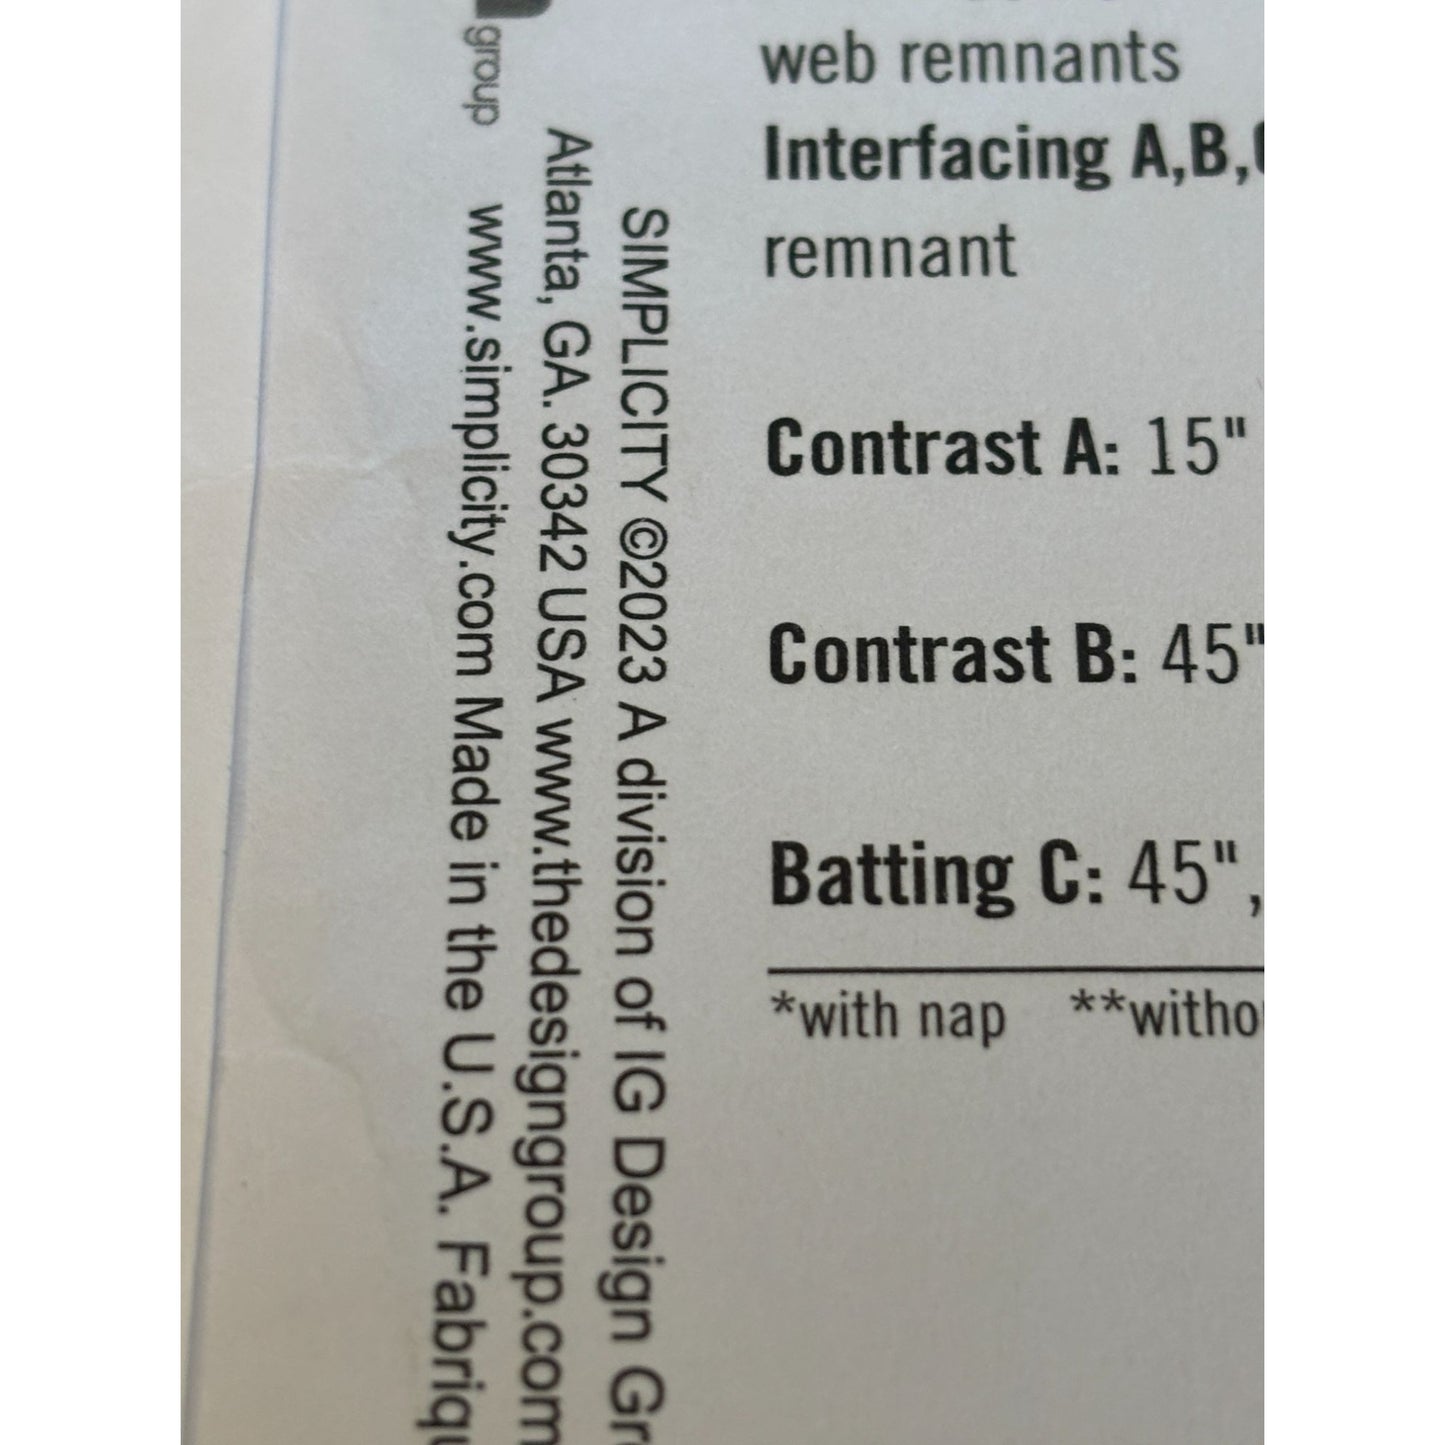 web remnants
Interfacing A,B,
remnant
Contrast A: 15"
Contrast B: 45"
Batting C: 45",
*with nap **witho
SIMPLICITY ©2023 A division of IG Design Gr
Atlanta, GA. 30342 USA www.thedesigngroup.com
group www.simplicity.com Made in the U.S.A. Fabriqu